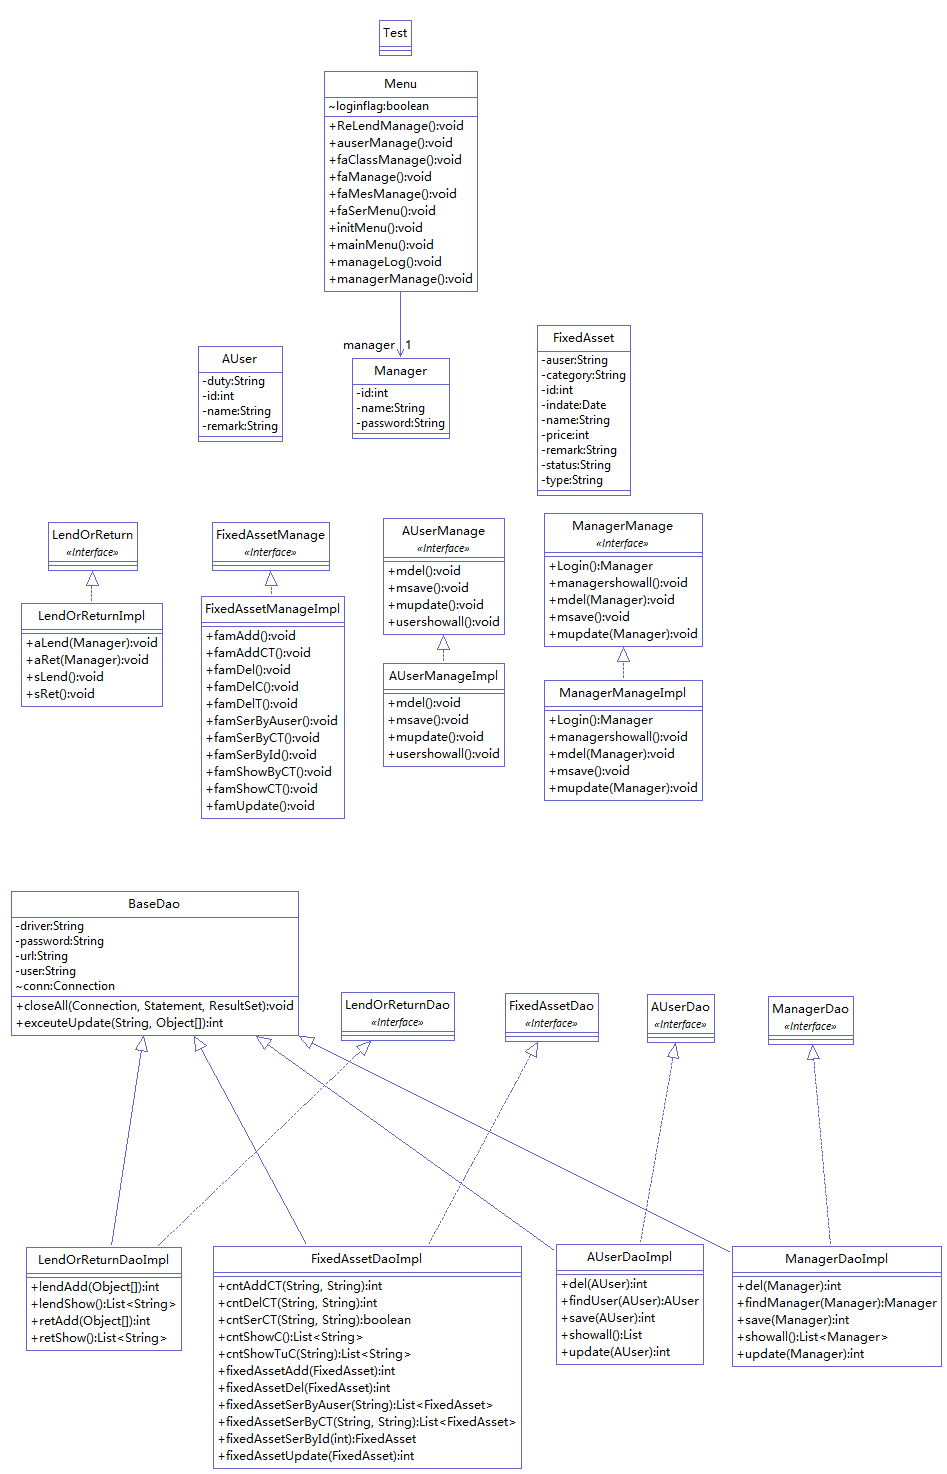 Test
Menu
~loginflag:boolean
+ReLendManage():void
+auserManage():void
+faClassManage():void
+faManage():void
+faMesManage():void
+faSerMenu():void
+initMenu():void
+mainMenu():void
+manageLog():void
+managerManage():void
manager 1
AUser
-duty:String
-id:int
-name:String
-remark:String
Manager
-id:int
-name:String
-password:String
FixedAsset
-auser:String
-category:String
-id:int
-indate:Date
-name:String
-price:int
-remark:String
-status:String
-type:String
LendOrReturn
«Interface»
LendOrReturnImpl
+aLend(Manager):void
+aRet(Manager):void
+sLend():void
+sRet():void
FixedAssetManage
«Interface»
FixedAssetManageImpl
+famAdd():void
+famAddCT():void
+famDel():void
+famDelC():void
+famDelT():void
+famSerByAuser():void
+famSerByCT():void
+famSerById():void
+famShowByCT():void
+famShowCT():void
+famUpdate():void
AUserManage
«Interface»
+mdel():void
+msave():void
+mupdate():void
+usershowall():void
AUserManageImpl
+mdel():void
+msave():void
+mupdate():void
+usershowall():void
ManagerManage
«Interface»
+Login():Manager
+managershowall():void
+mdel(Manager):void
+msave():void
+mupdate(Manager):void
ManagerManageImpl
+Login():Manager
+managershowall():void
+mdel(Manager):void
+msave():void
+mupdate(Manager):void
BaseDao
-driver:String
-password:String
-url:String
-user:String
~conn:Connection
+closeAll(Connection, Statement, ResultSet):void
+exceuteUpdate(String, Object[]):int
LendOrReturnDao
«Interface»
FixedAssetDao
«Interface»
AUserDao
«Interface»
ManagerDao
«Interface»
LendOrReturnDaoImpl
+lendAdd(Object[]):int
+lendShow():List<String>
+retAdd(Object[]):int
+retShow():List<String>
FixedAssetDaoImpl
+cntAddCT(String, String):int
+cntDelCT(String, String):int
+cntSerCT(String, String):boolean
+cntShowC():List<String>
+cntShowTuC(String):List<String>
+fixedAssetAdd(FixedAsset):int
+fixedAssetDel(FixedAsset):int
+fixedAssetSerByAuser(String):List<FixedAsset>
+fixedAssetSerByCT(String, String):List<FixedAsset>
+fixedAssetSerById(int):FixedAsset
+fixedAssetUpdate(FixedAsset):int
AUserDaoImpl
+del(AUser):int
+findUser(AUser):AUser
+save(AUser):int
+showall():List
+update(AUser):int
ManagerDaoImpl
+del(Manager):int
+findManager(Manager):Manager
+save(Manager):int
+showall():List<Manager>
+update(Manager):int